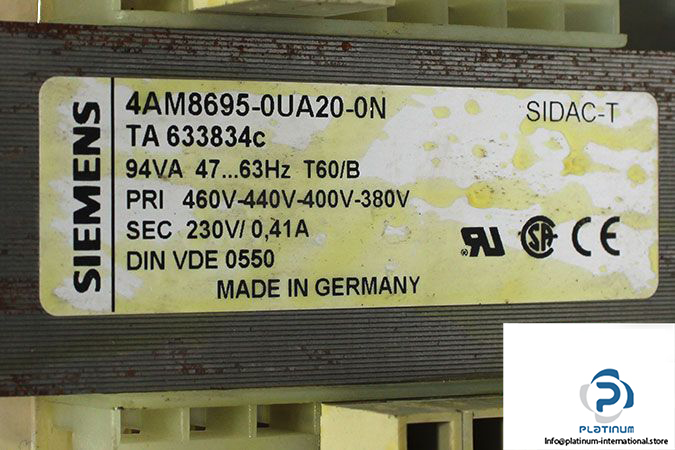 SIEMENS
4AM8695-0UA20-0N
SIDAC-T
TA 633834c
94VA 47...63Hz T60/B
PRI 460V-440V-400V-380V
SEC 230V/ 0,41A
DIN VDE 0550
MADE IN GERMANY
PLATINUM
Info@platinum-international.store